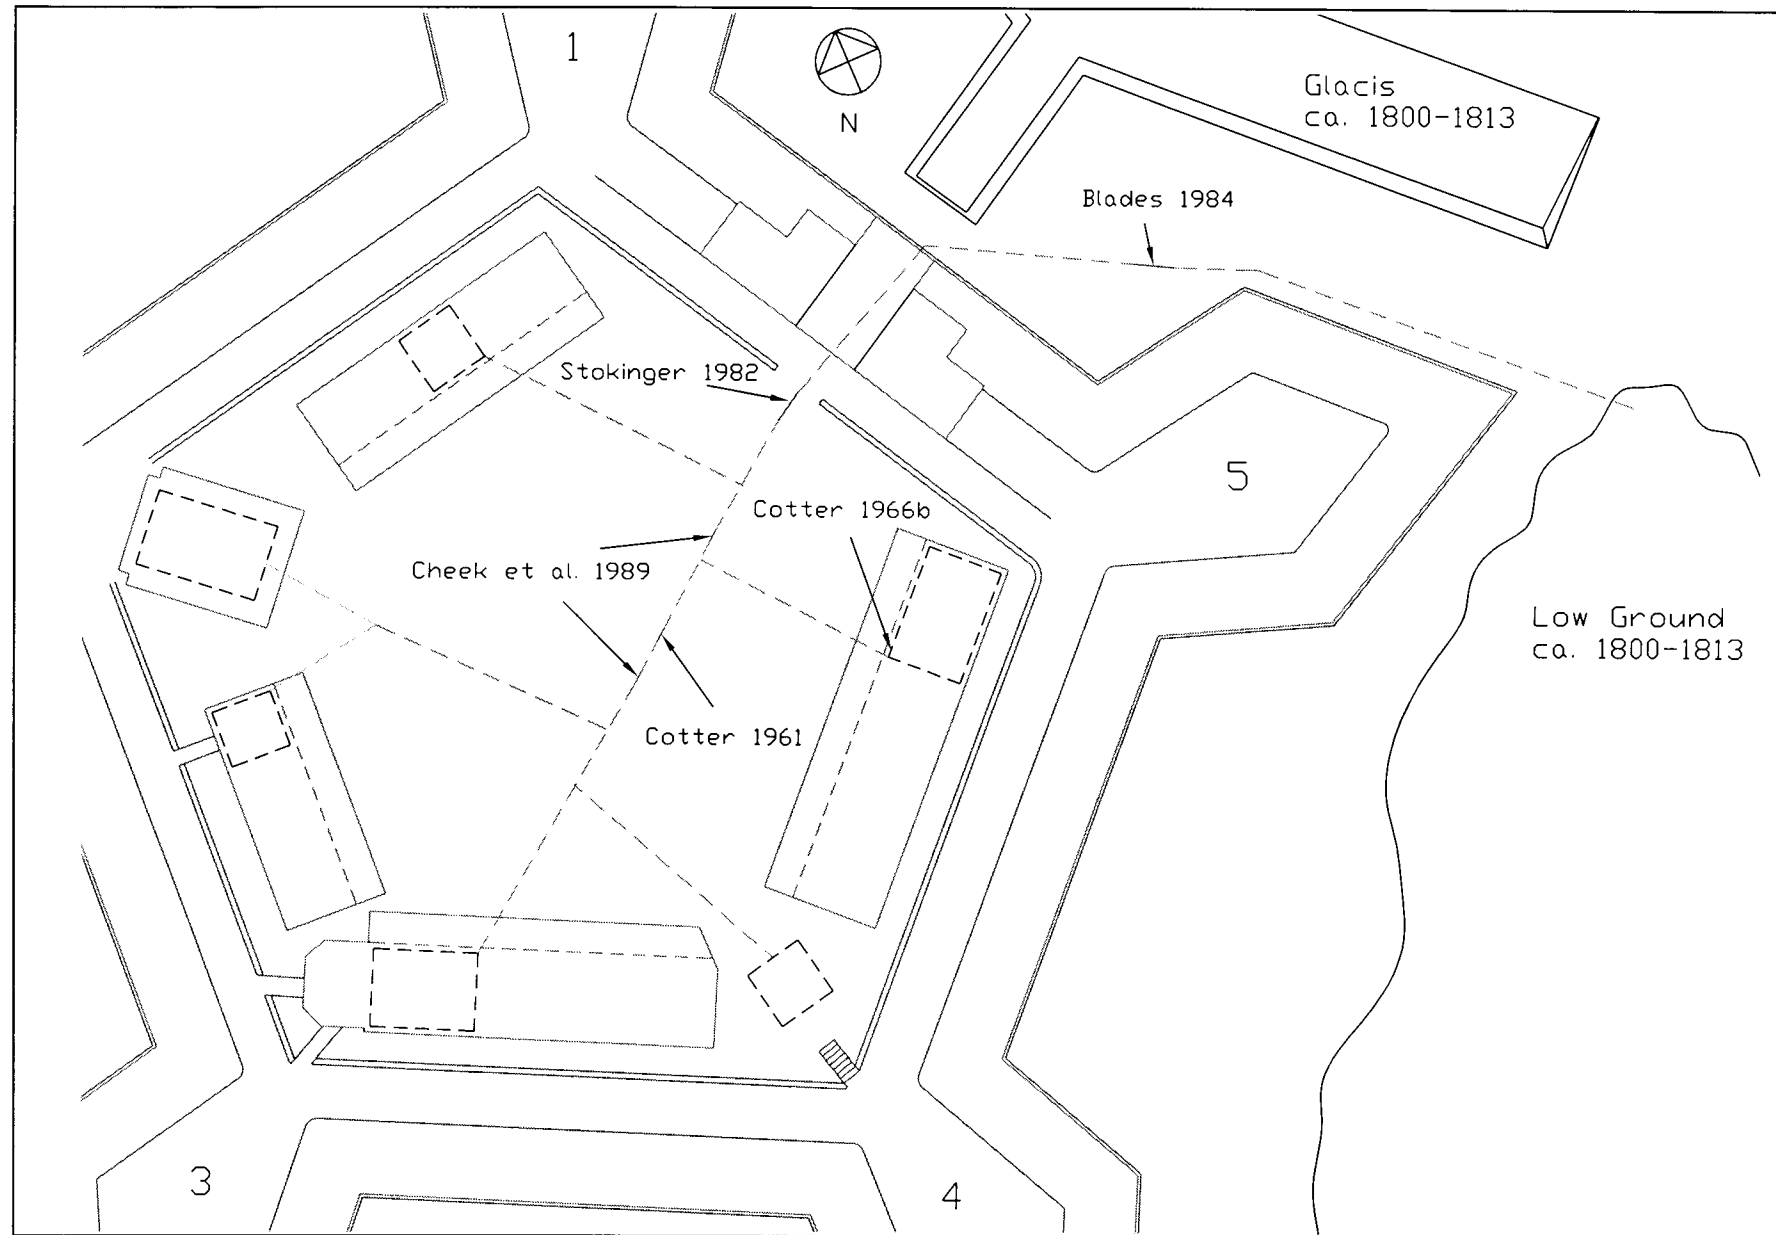 1
N
Glacis
ca. 1800-1813
Blades 1984
Stokinger 1982
5
Cotter 1966b
Cheek et al. 1989
Low Ground
ca. 1800-1813
Cotter 1961
3
4